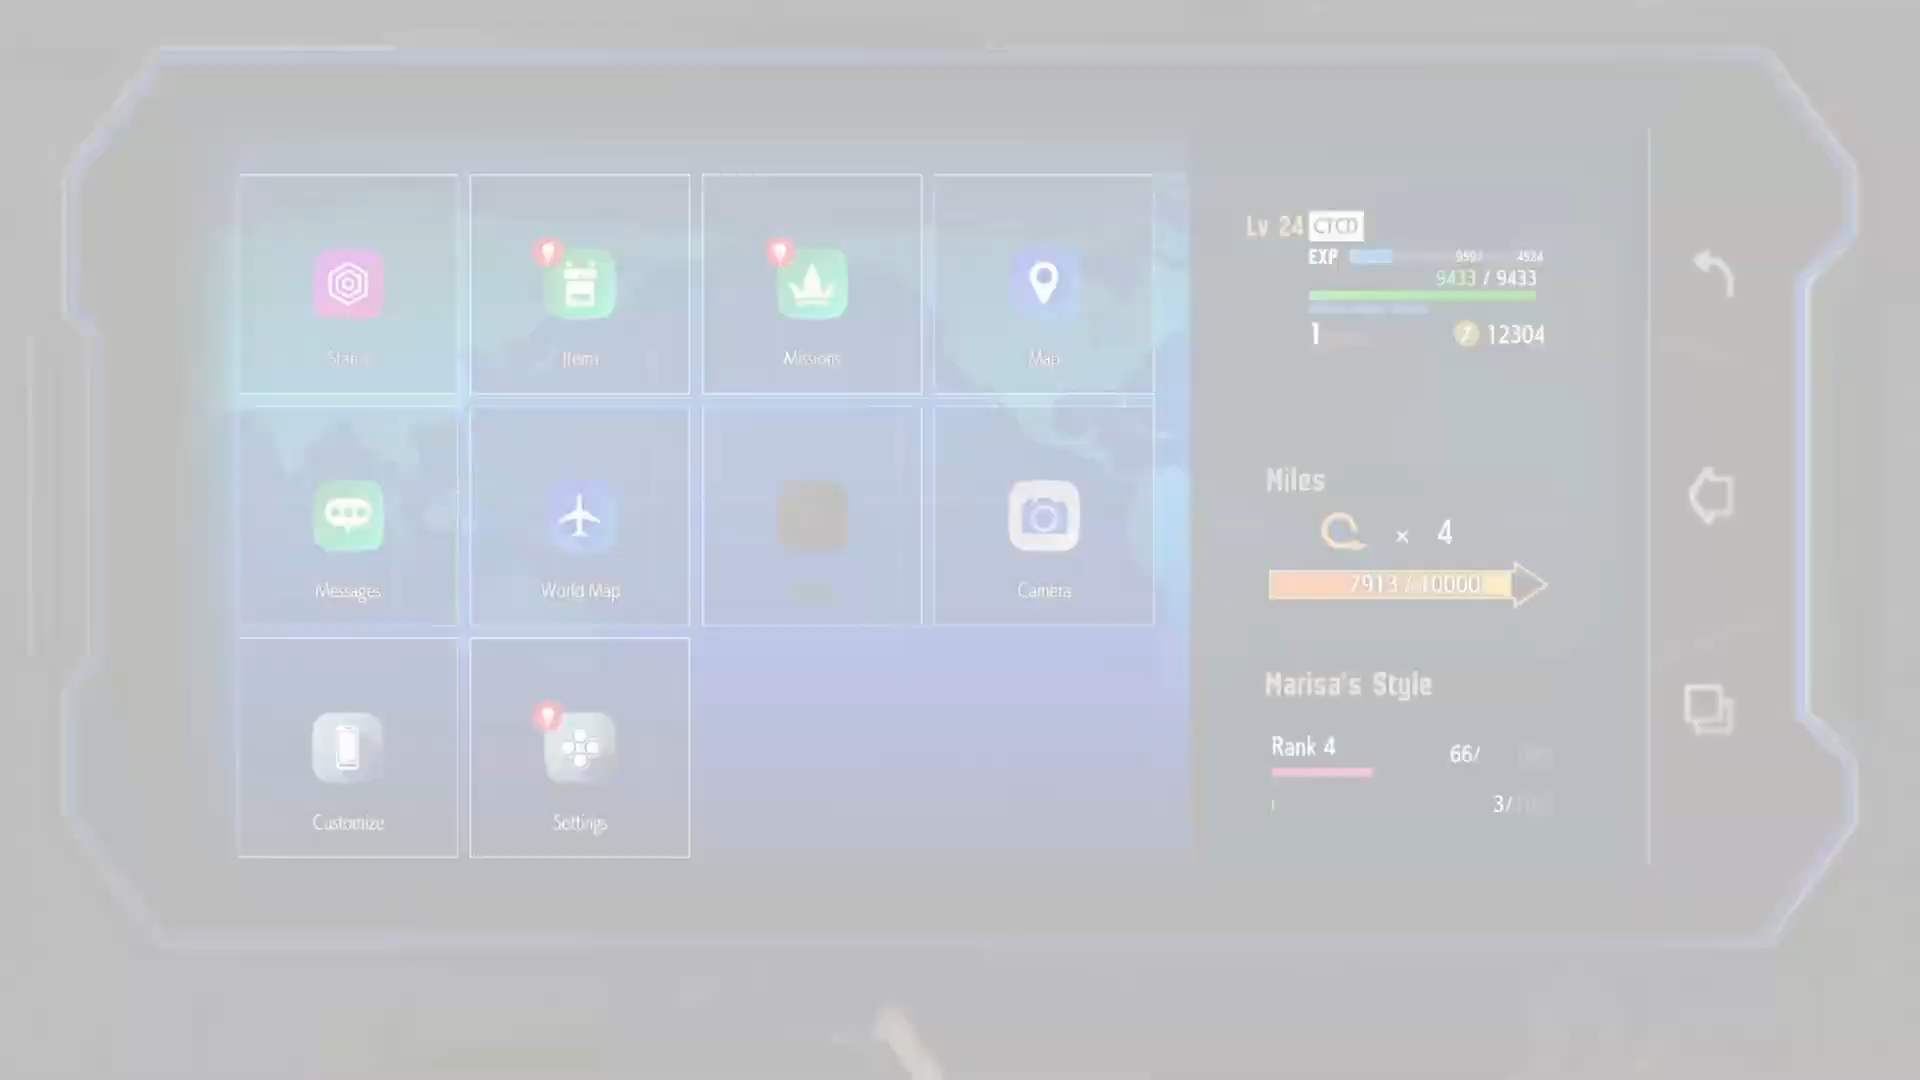 Status Items Missions Map
Messages World Map Camera
Customize Settings
Lv 24 CTCD
EXP
9433 / 9433
1 12304
Miles
× 4
7913 / 10000
Marisa's Style
Rank 4 66/
3/